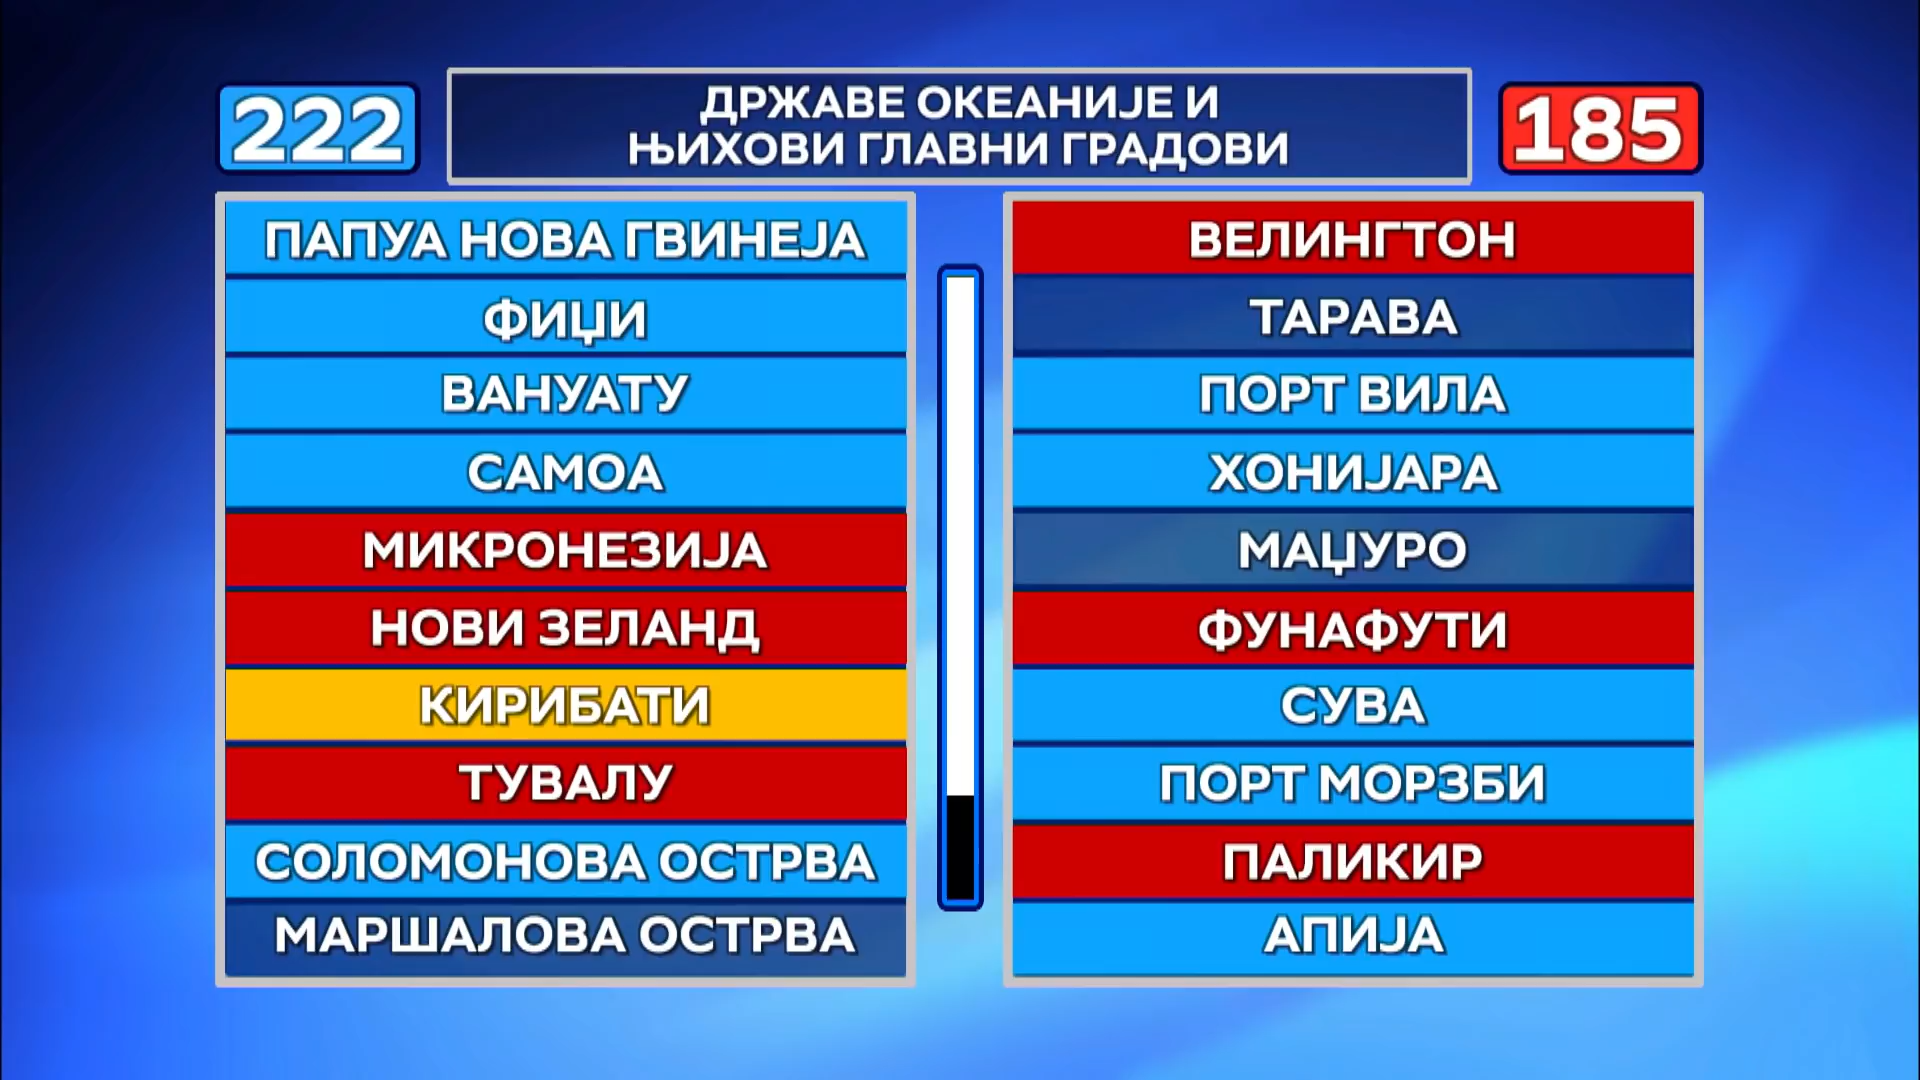 222
ДРЖАВЕ ОКЕАНИЈЕ И
ЊИХОВИ ГЛАВНИ ГРАДОВИ
185
ПАПУА НОВА ГВИНЕЈА
ФИЏИ
ВАНУАТУ
САМОА
МИКРОНЕЗИЈА
НОВИ ЗЕЛАНД
КИРИБАТИ
ТУВАЛУ
СОЛОМОНОВА ОСТРВА
МАРШАЛОВА ОСТРВА
ВЕЛИНГТОН
ТАРАВА
ПОРТ ВИЛА
ХОНИЈАРА
МАЏУРО
ФУНАФУТИ
СУВА
ПОРТ МОРЗБИ
ПАЛИКИР
АПИЈА